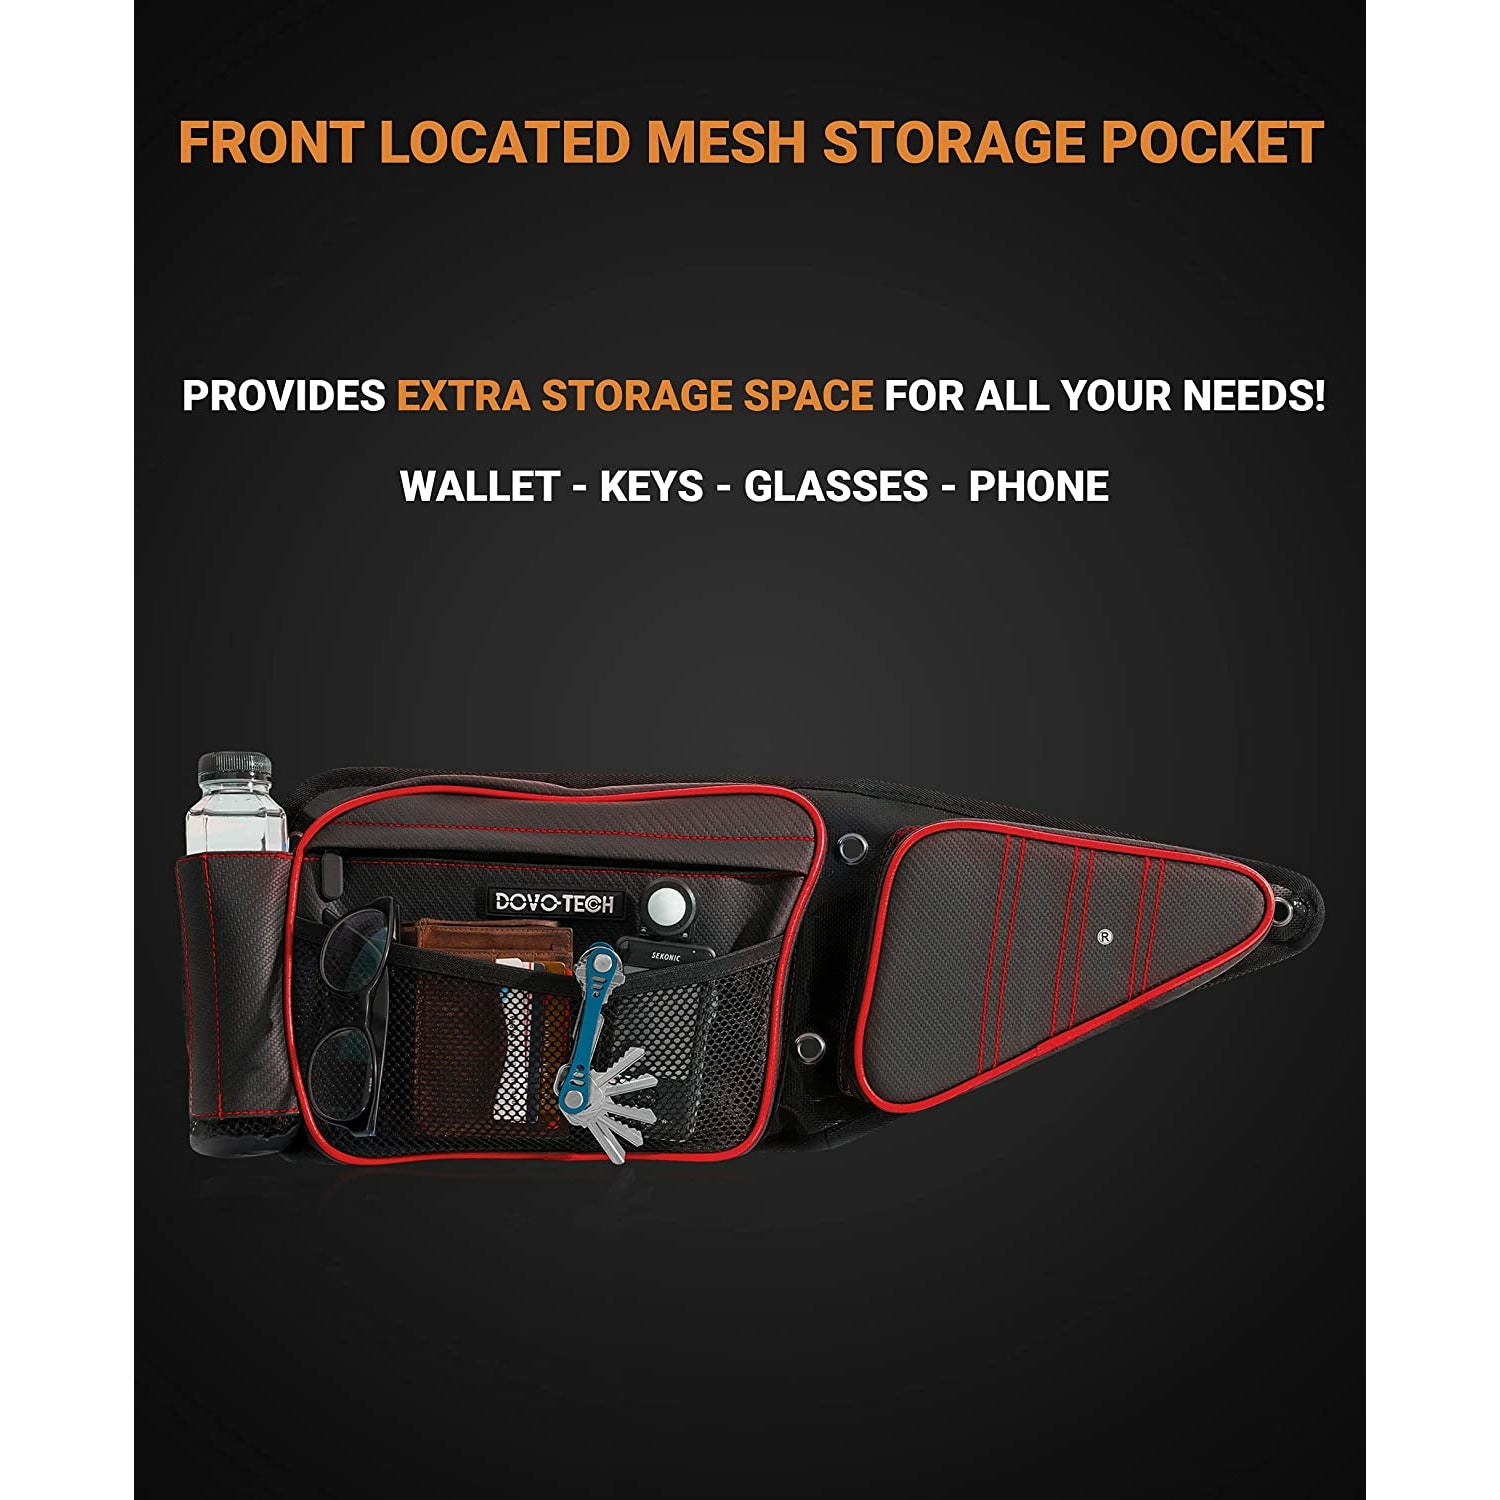 FRONT LOCATED MESH STORAGE POCKET
PROVIDES EXTRA STORAGE SPACE FOR ALL YOUR NEEDS!
WALLET - KEYS - GLASSES - PHONE
DOVO-TECH
SEKONIC
R